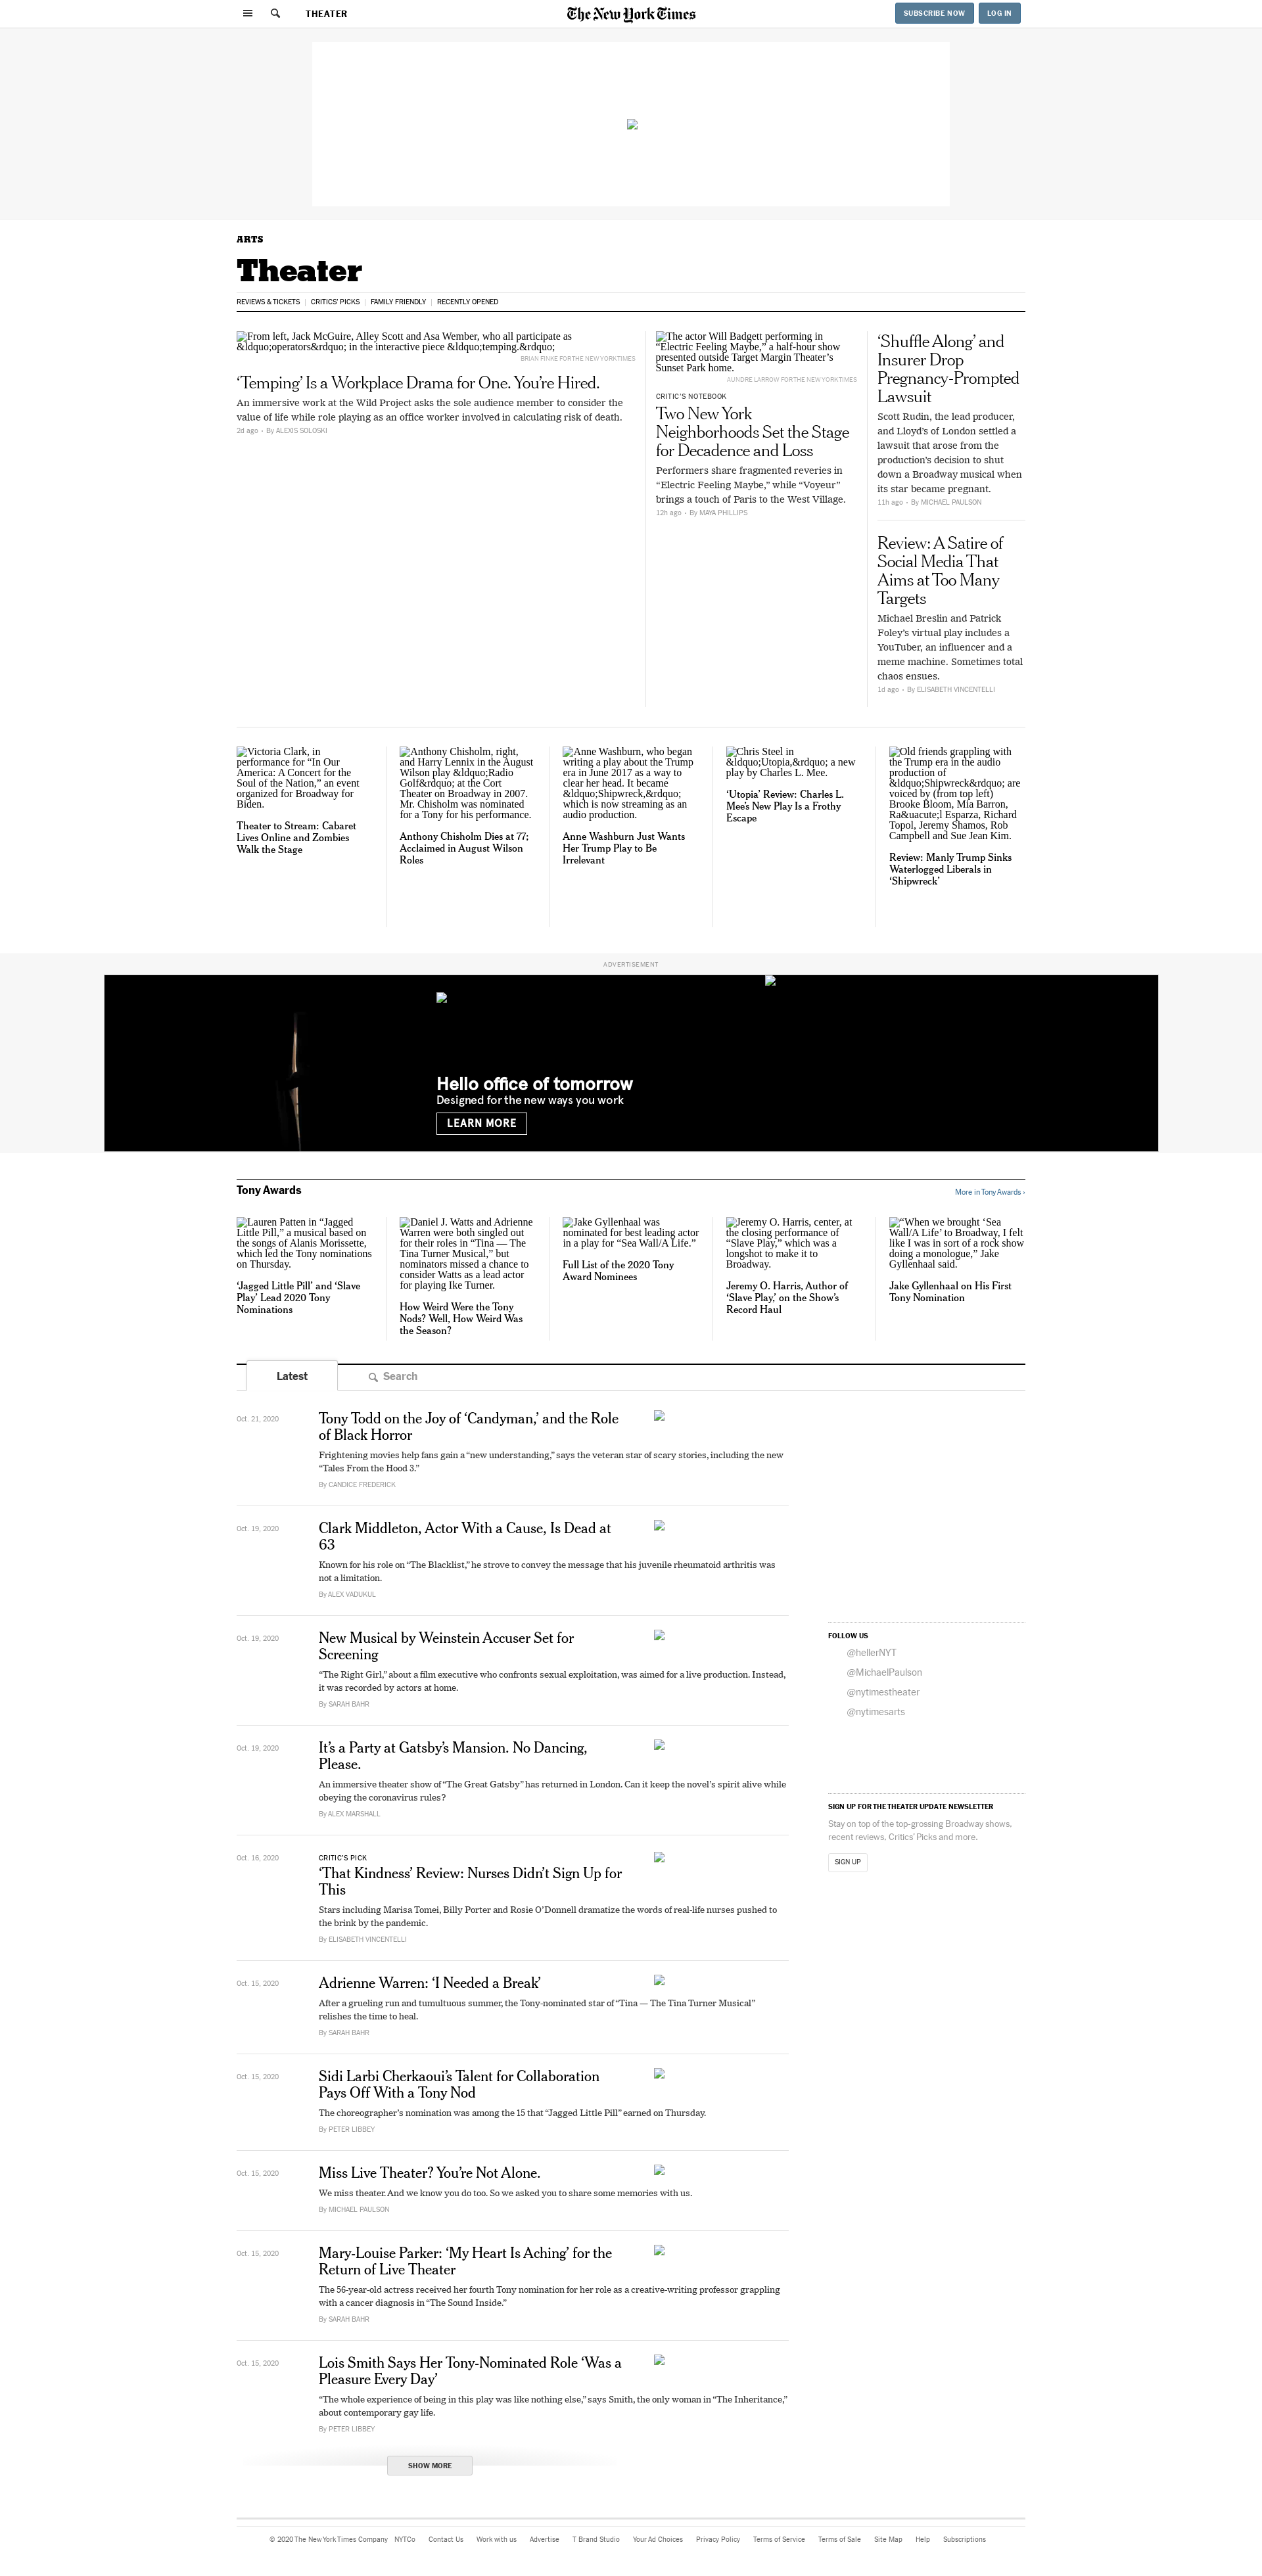 THEATER
The New York Times
SUBSCRIBE NOW
LOG IN
ARTS
Theater
REVIEWS & TICKETS
CRITICS' PICKS
FAMILY FRIENDLY
RECENTLY OPENED
From left, Jack McGuire, Alley Scott and Asa Wember, who all participate as
&ldquo;operators&rdquo; in the interactive piece &ldquo;temping.&rdquo;
BRIAN FINKE FOR THE NEW YORK TIMES
‘Temping’ Is a Workplace Drama for One. You’re Hired.
An immersive work at the Wild Project asks the sole audience member to consider the
value of life while role playing as an office worker involved in calculating risk of death.
2d ago • By ALEXIS SOLOSKI
The actor Will Badgett performing in
“Electric Feeling Maybe,” a half-hour show
presented outside Target Margin Theater’s
Sunset Park home.
AUNDRE LARROW FOR THE NEW YORK TIMES
CRITIC’S NOTEBOOK
Two New York
Neighborhoods Set the Stage
for Decadence and Loss
Performers share fragmented reveries in
“Electric Feeling Maybe,” while “Voyeur”
brings a touch of Paris to the West Village.
12h ago • By MAYA PHILLIPS
‘Shuffle Along’ and
Insurer Drop
Pregnancy-Prompted
Lawsuit
Scott Rudin, the lead producer,
and Lloyd’s of London settled a
lawsuit that arose from the
production’s decision to shut
down a Broadway musical when
its star became pregnant.
11h ago • By MICHAEL PAULSON
Review: A Satire of
Social Media That
Aims at Too Many
Targets
Michael Breslin and Patrick
Foley’s virtual play includes a
YouTuber, an influencer and a
meme machine. Sometimes total
chaos ensues.
1d ago • By ELISABETH VINCENTELLI
Victoria Clark, in
performance for “In Our
America: A Concert for the
Soul of the Nation,” an event
organized for Broadway for
Biden.
Theater to Stream: Cabaret
Lives Online and Zombies
Walk the Stage
Anthony Chisholm, right,
and Harry Lennix in the August
Wilson play &ldquo;Radio
Golf&rdquo; at the Cort
Theater on Broadway in 2007.
Mr. Chisholm was nominated
for a Tony for his performance.
Anthony Chisholm Dies at 77;
Acclaimed in August Wilson
Roles
Anne Washburn, who began
writing a play about the Trump
era in June 2017 as a way to
clear her head. It became
&ldquo;Shipwreck,&rdquo;
which is now streaming as an
audio production.
Anne Washburn Just Wants
Her Trump Play to Be
Irrelevant
Chris Steel in
&ldquo;Utopia,&rdquo; a new
play by Charles L. Mee.
‘Utopia’ Review: Charles L.
Mee’s New Play Is a Frothy
Escape
Old friends grappling with
the Trump era in the audio
production of
&ldquo;Shipwreck&rdquo; are
voiced by (from top left)
Brooke Bloom, Mia Barron,
Ra&uacute;l Esparza, Richard
Topol, Jeremy Shamos, Rob
Campbell and Sue Jean Kim.
Review: Manly Trump Sinks
Waterlogged Liberals in
‘Shipwreck’
ADVERTISEMENT
Hello office of tomorrow
Designed for the new ways you work
LEARN MORE
Tony Awards
More in Tony Awards ›
Lauren Patten in “Jagged
Little Pill,” a musical based on
the songs of Alanis Morissette,
which led the Tony nominations
on Thursday.
‘Jagged Little Pill’ and ‘Slave
Play’ Lead 2020 Tony
Nominations
Daniel J. Watts and Adrienne
Warren were both singled out
for their roles in “Tina — The
Tina Turner Musical,” but
nominators missed a chance to
consider Watts as a lead actor
for playing Ike Turner.
How Weird Were the Tony
Nods? Well, How Weird Was
the Season?
Jake Gyllenhaal was
nominated for best leading actor
in a play for “Sea Wall/A Life.”
Full List of the 2020 Tony
Award Nominees
Jeremy O. Harris, center, at
the closing performance of
“Slave Play,” which was a
longshot to make it to
Broadway.
Jeremy O. Harris, Author of
‘Slave Play,’ on the Show’s
Record Haul
“When we brought ‘Sea
Wall/A Life’ to Broadway, I felt
like I was in sort of a rock show
doing a monologue,” Jake
Gyllenhaal said.
Jake Gyllenhaal on His First
Tony Nomination
Latest
Search
Oct. 21, 2020
Tony Todd on the Joy of ‘Candyman,’ and the Role
of Black Horror
Frightening movies help fans gain a “new understanding,” says the veteran star of scary stories, including the new
“Tales From the Hood 3.”
By CANDICE FREDERICK
Oct. 19, 2020
Clark Middleton, Actor With a Cause, Is Dead at
63
Known for his role on “The Blacklist,” he strove to convey the message that his juvenile rheumatoid arthritis was
not a limitation.
By ALEX VADUKUL
Oct. 19, 2020
New Musical by Weinstein Accuser Set for
Screening
“The Right Girl,” about a film executive who confronts sexual exploitation, was aimed for a live production. Instead,
it was recorded by actors at home.
By SARAH BAHR
Oct. 19, 2020
It’s a Party at Gatsby’s Mansion. No Dancing,
Please.
An immersive theater show of “The Great Gatsby” has returned in London. Can it keep the novel’s spirit alive while
obeying the coronavirus rules?
By ALEX MARSHALL
Oct. 16, 2020
CRITIC’S PICK
‘That Kindness’ Review: Nurses Didn’t Sign Up for
This
Stars including Marisa Tomei, Billy Porter and Rosie O’Donnell dramatize the words of real-life nurses pushed to
the brink by the pandemic.
By ELISABETH VINCENTELLI
Oct. 15, 2020
Adrienne Warren: ‘I Needed a Break’
After a grueling run and tumultuous summer, the Tony-nominated star of “Tina — The Tina Turner Musical”
relishes the time to heal.
By SARAH BAHR
Oct. 15, 2020
Sidi Larbi Cherkaoui’s Talent for Collaboration
Pays Off With a Tony Nod
The choreographer’s nomination was among the 15 that “Jagged Little Pill” earned on Thursday.
By PETER LIBBEY
Oct. 15, 2020
Miss Live Theater? You’re Not Alone.
We miss theater. And we know you do too. So we asked you to share some memories with us.
By MICHAEL PAULSON
Oct. 15, 2020
Mary-Louise Parker: ‘My Heart Is Aching’ for the
Return of Live Theater
The 56-year-old actress received her fourth Tony nomination for her role as a creative-writing professor grappling
with a cancer diagnosis in “The Sound Inside.”
By SARAH BAHR
Oct. 15, 2020
Lois Smith Says Her Tony-Nominated Role ‘Was a
Pleasure Every Day’
“The whole experience of being in this play was like nothing else,” says Smith, the only woman in “The Inheritance,”
about contemporary gay life.
By PETER LIBBEY
SHOW MORE
FOLLOW US
@hellerNYT
@MichaelPaulson
@nytimestheater
@nytimesarts
SIGN UP FOR THE THEATER UPDATE NEWSLETTER
Stay on top of the top-grossing Broadway shows,
recent reviews, Critics’ Picks and more.
SIGN UP
© 2020 The New York Times Company
NYTCo
Contact Us
Work with us
Advertise
T Brand Studio
Your Ad Choices
Privacy Policy
Terms of Service
Terms of Sale
Site Map
Help
Subscriptions